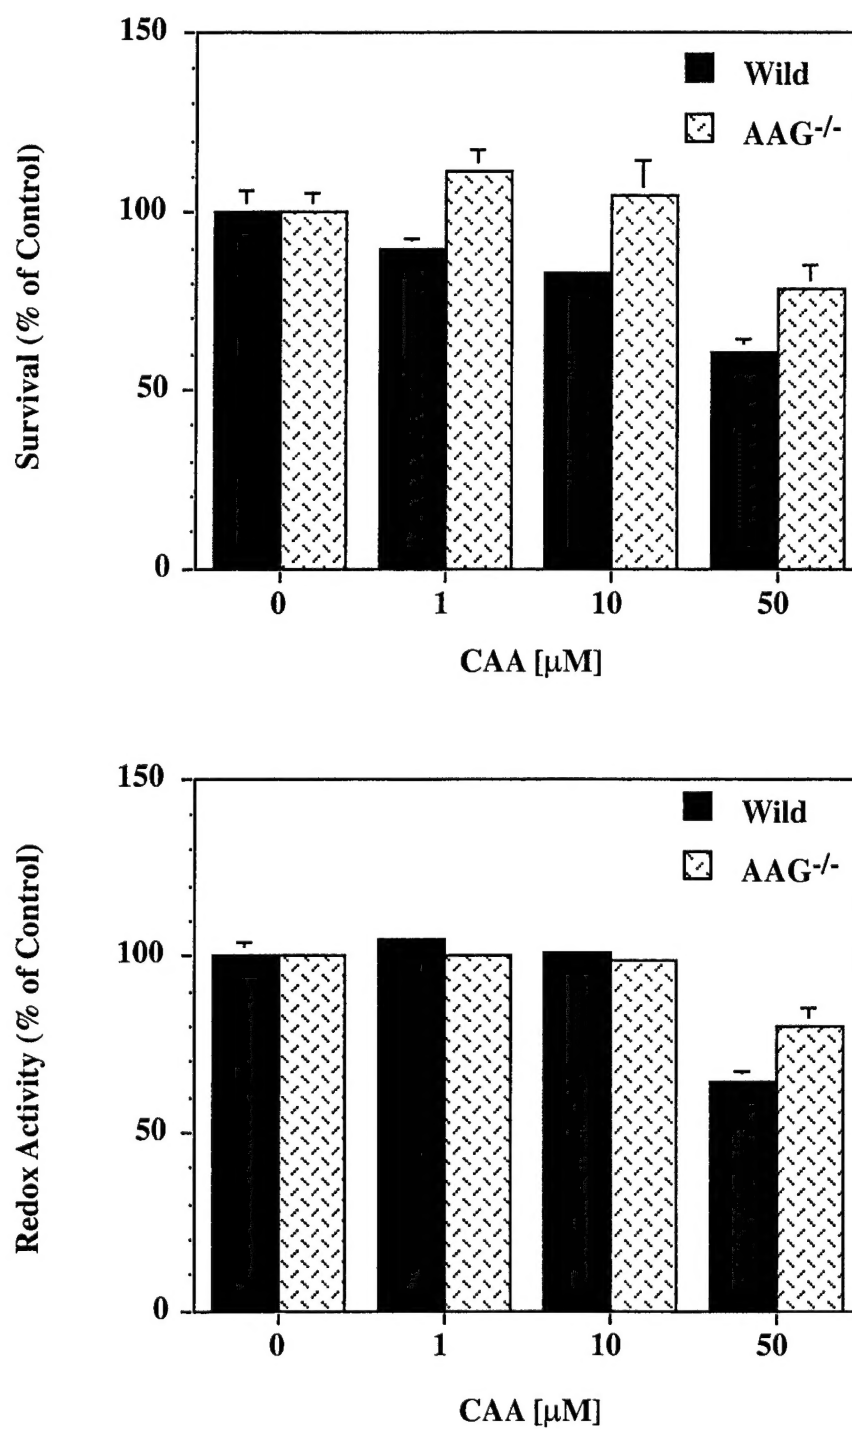 Survival (% of Control)
150
100
50
0
Wild
AAG-/-
0 1 10 50
CAA [μM]
Redox Activity (% of Control)
150
100
50
0
Wild
AAG-/-
0 1 10 50
CAA [μM]